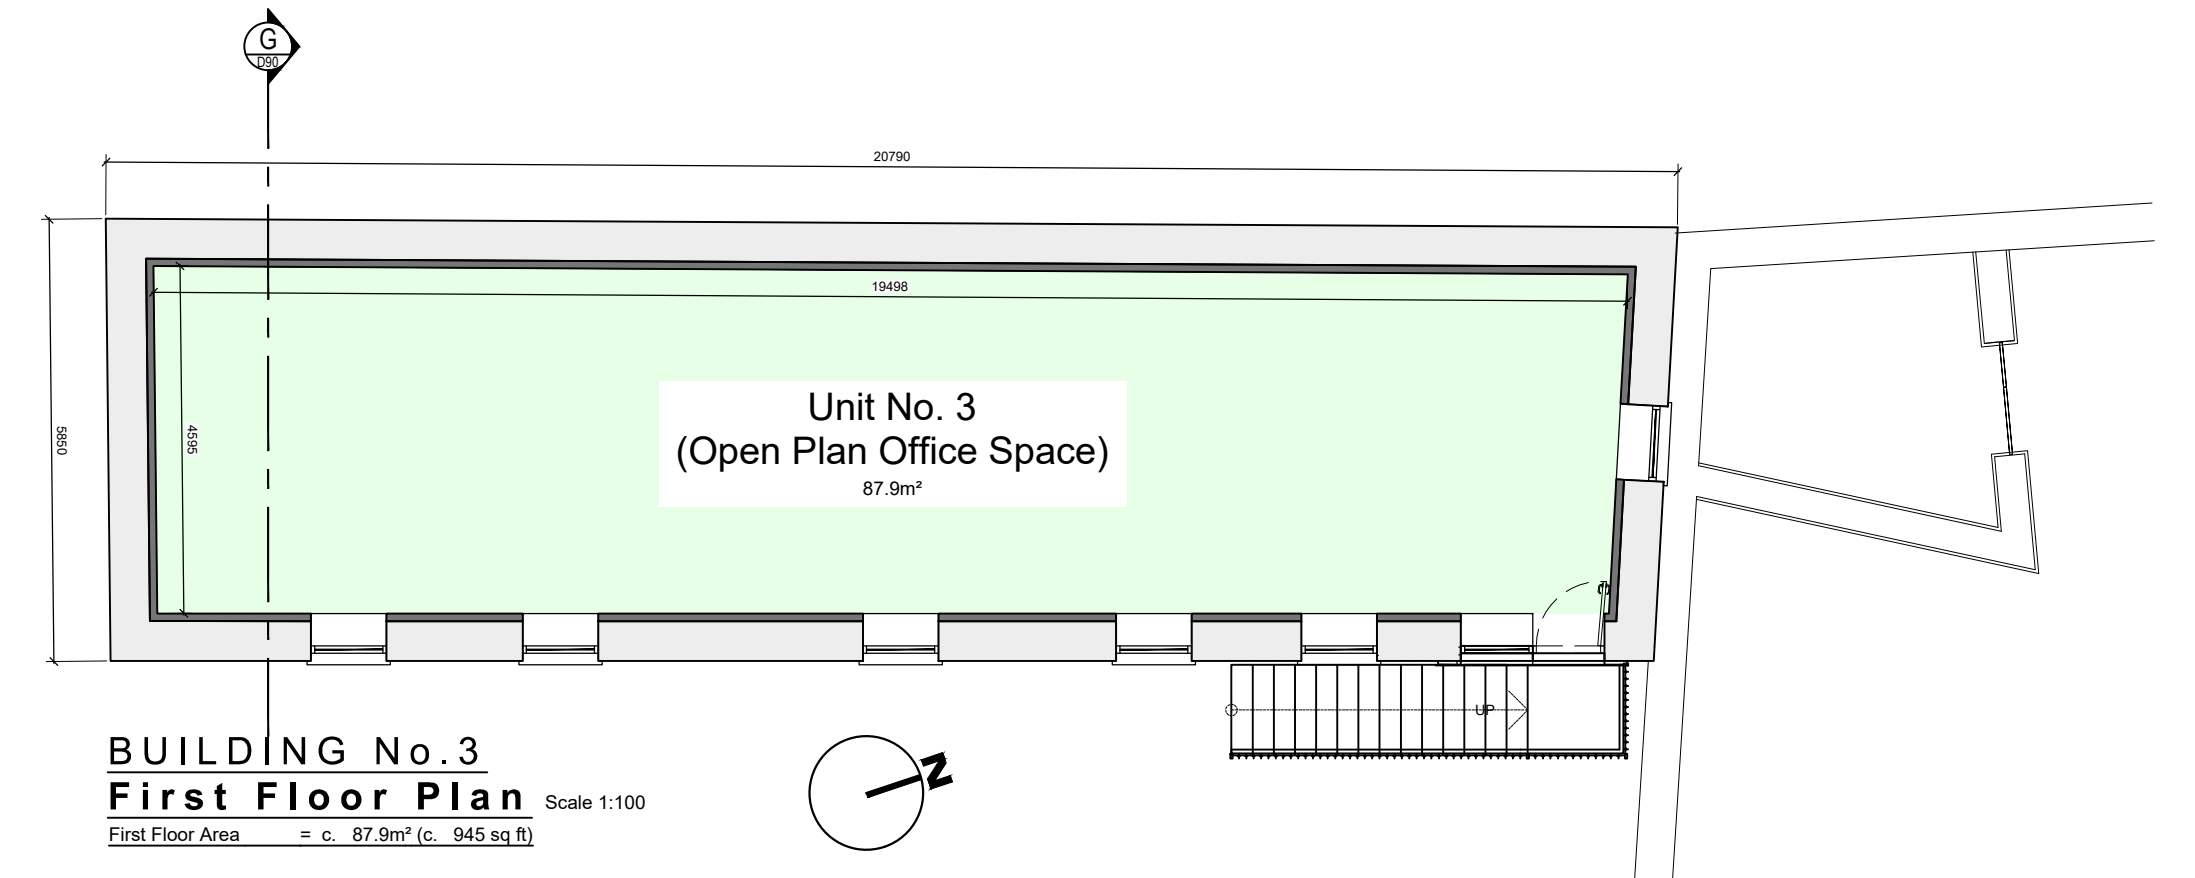 G
D90
20790
19498
5850
4595
Unit No. 3
(Open Plan Office Space)
87.9m²
UP
N
BUILDING No.3
First Floor Plan Scale 1:100
First Floor Area = c. 87.9m² (c. 945 sq ft)